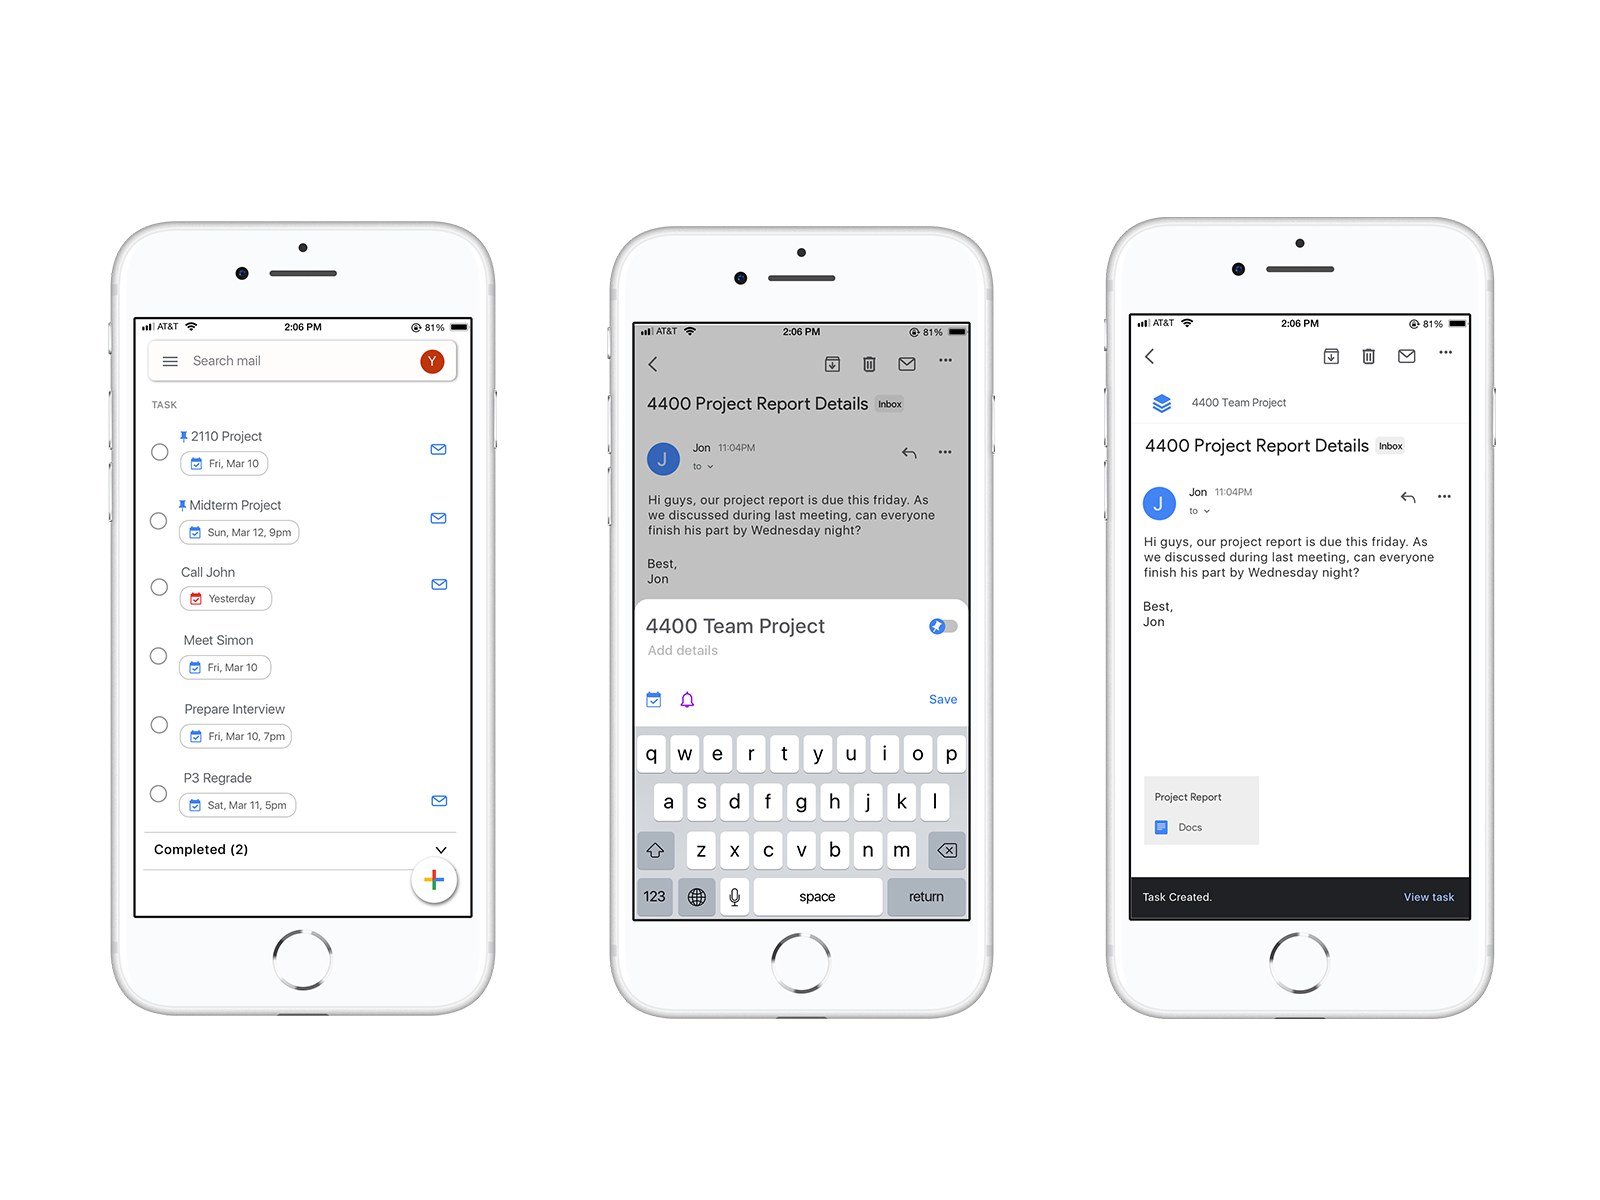 AT&T 2:06 PM 81%
Search mail Y
TASK
2110 Project
Fri, Mar 10
Midterm Project
Sun, Mar 12, 9pm
Call John
Yesterday
Meet Simon
Fri, Mar 10
Prepare Interview
Fri, Mar 10, 7pm
P3 Regrade
Sat, Mar 11, 5pm
Completed (2)
AT&T 2:06 PM 81%
4400 Project Report Details Inbox
J
Jon 11:04PM
to
Hi guys, our project report is due this friday. As
we discussed during last meeting, can everyone
finish his part by Wednesday night?
Best,
Jon
4400 Team Project
Add details
Save
q w e r t y u i o p
a s d f g h j k l
z x c v b n m
123 space return
AT&T 2:06 PM 81%
4400 Team Project
4400 Project Report Details Inbox
J
Jon 11:04PM
to
Hi guys, our project report is due this friday. As
we discussed during last meeting, can everyone
finish his part by Wednesday night?
Best,
Jon
Project Report
Docs
Task Created. View task